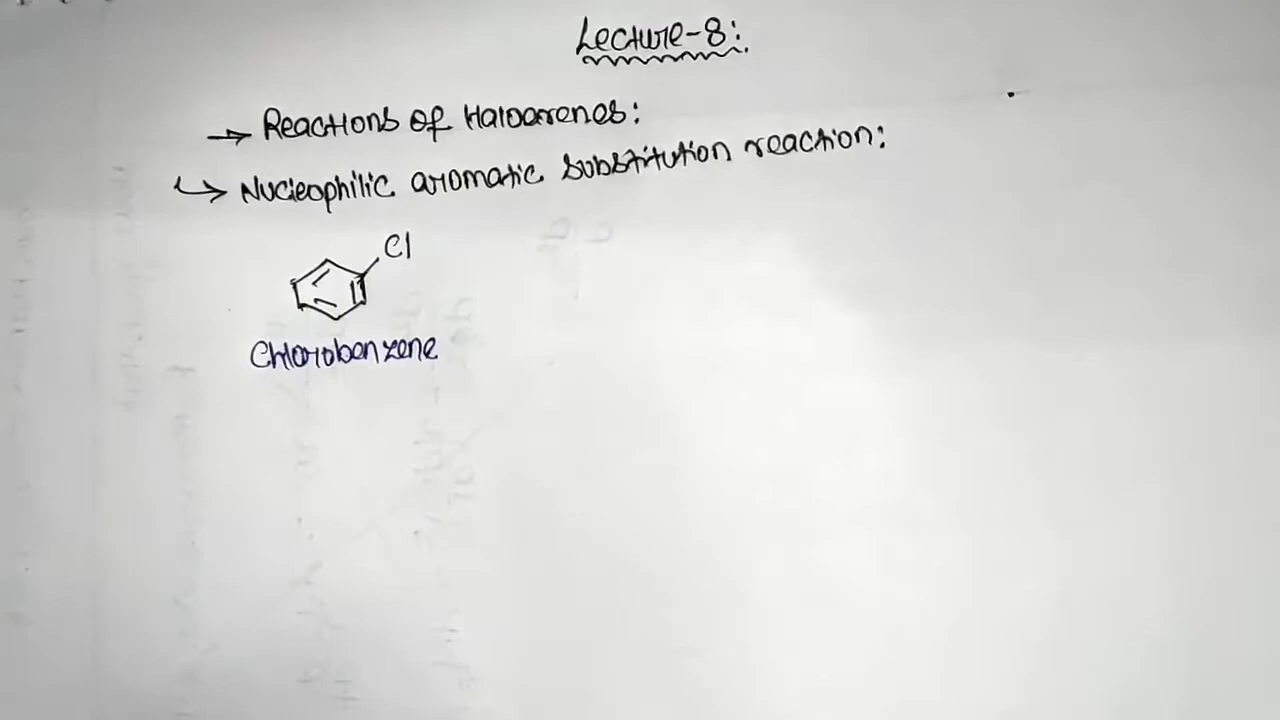 Lecture-8:
→ Reactions of Haloarenes:
↳ Nucleophilic aromatic substitution reaction:
Cl
Chlorobenzene